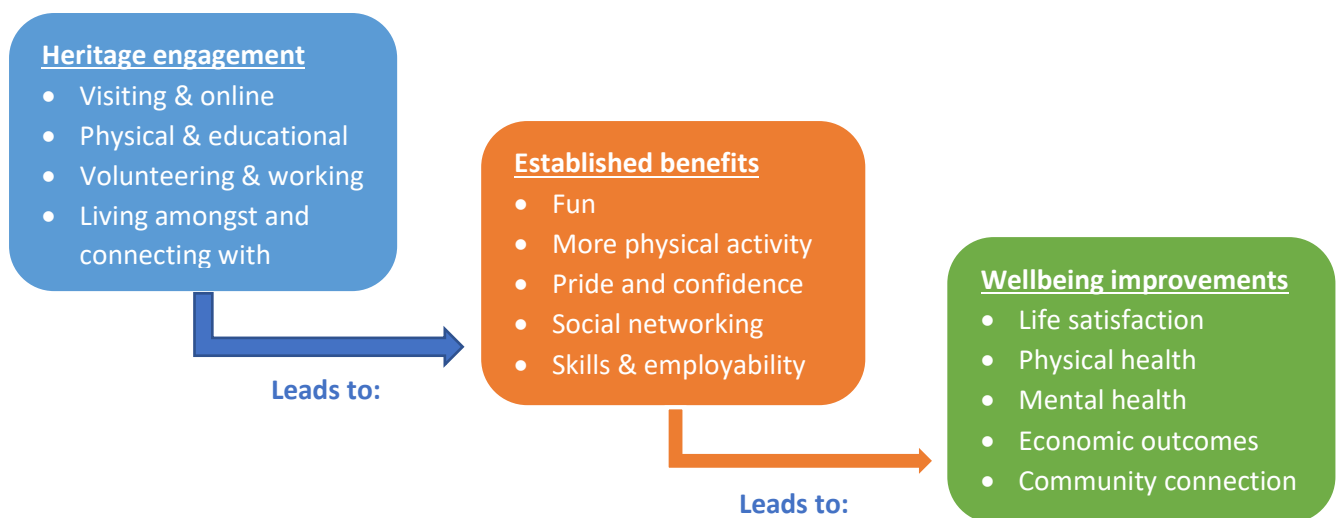 Heritage engagement
• Visiting & online
• Physical & educational
• Volunteering & working
• Living amongst and
connecting with
Leads to:
Established benefits
• Fun
• More physical activity
• Pride and confidence
• Social networking
• Skills & employability
Leads to:
Wellbeing improvements
• Life satisfaction
• Physical health
• Mental health
• Economic outcomes
• Community connection